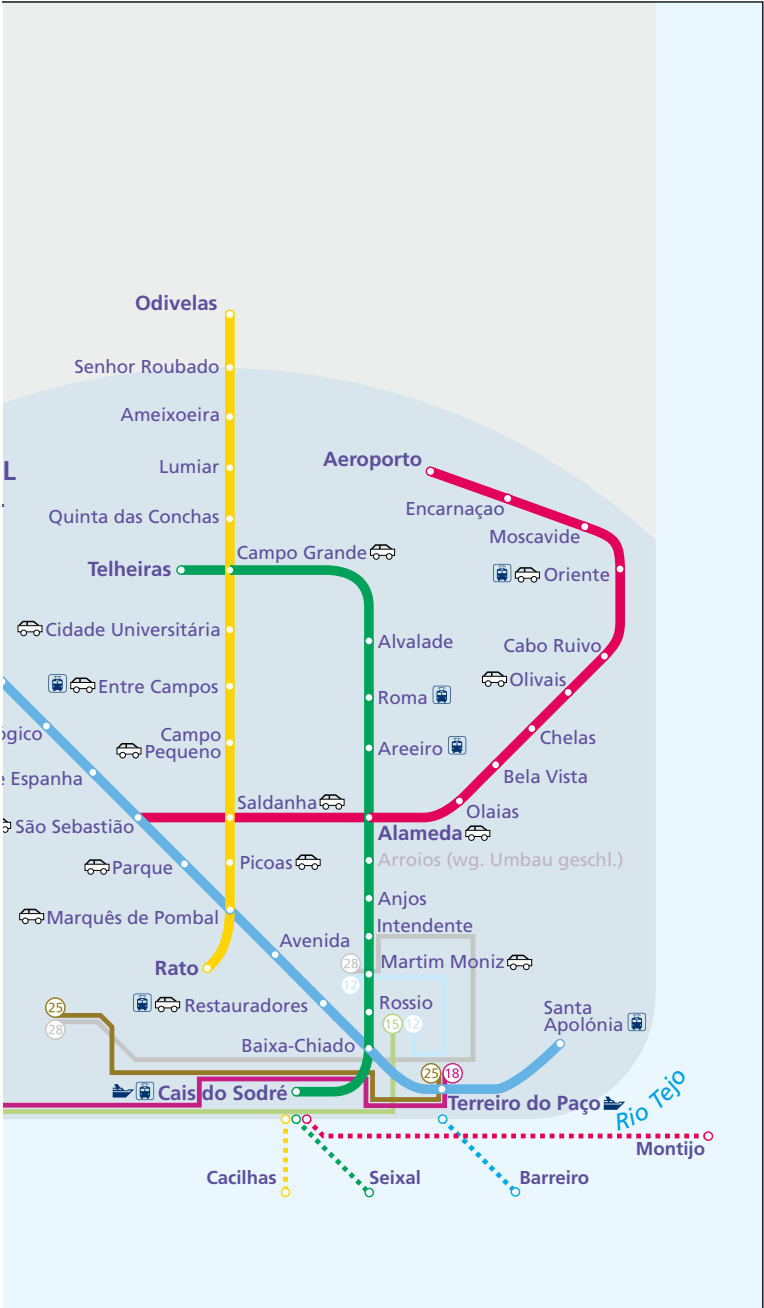 Odivelas
Senhor Roubado
Ameixoeira
L
Lumiar
Aeroporto
Encarnaçao
Quinta das Conchas
Moscavide
Campo Grande
Telheiras
Oriente
Cidade Universitária
Alvalade
Cabo Ruivo
Olivais
Entre Campos
Roma
ógico
Campo
Pequeno
Chelas
Areeiro
e Espanha
Bela Vista
Saldanha
Olaias
São Sebastião
Alameda
Parque
Picoas
Arroios (wg. Umbau geschl.)
Anjos
Marquês de Pombal
Intendente
Avenida
28
Martim Moniz
Rato
12
Restauradores
Rossio
25
28
15
12
Santa
Apolónia
Baixa-Chiado
25
18
Cais do Sodré
Terreiro do Paço
Rio Tejo
Montijo
Cacilhas
Seixal
Barreiro